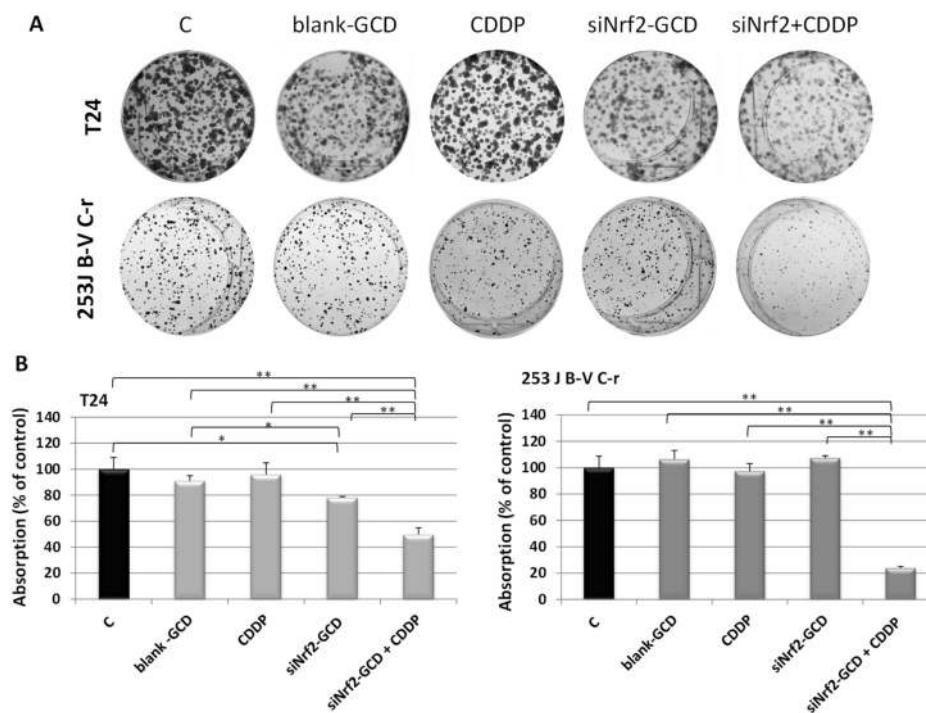 A
C blank-GCD CDDP siNrf2-GCD siNrf2+CDDP
T24
253J B-V C-r
B
T24
**
**
**
**
*
*
Absorption (% of control)
140
120
100
80
60
40
20
0
C
blank -GCD
CDDP
siNrf2-GCD
siNrf2-GCD + CDDP
253 J B-V C-r
**
**
**
**
Absorption (% of control)
140
120
100
80
60
40
20
0
C
blank-GCD
CDDP
siNrf2-GCD
siNrf2-GCD + CDDP